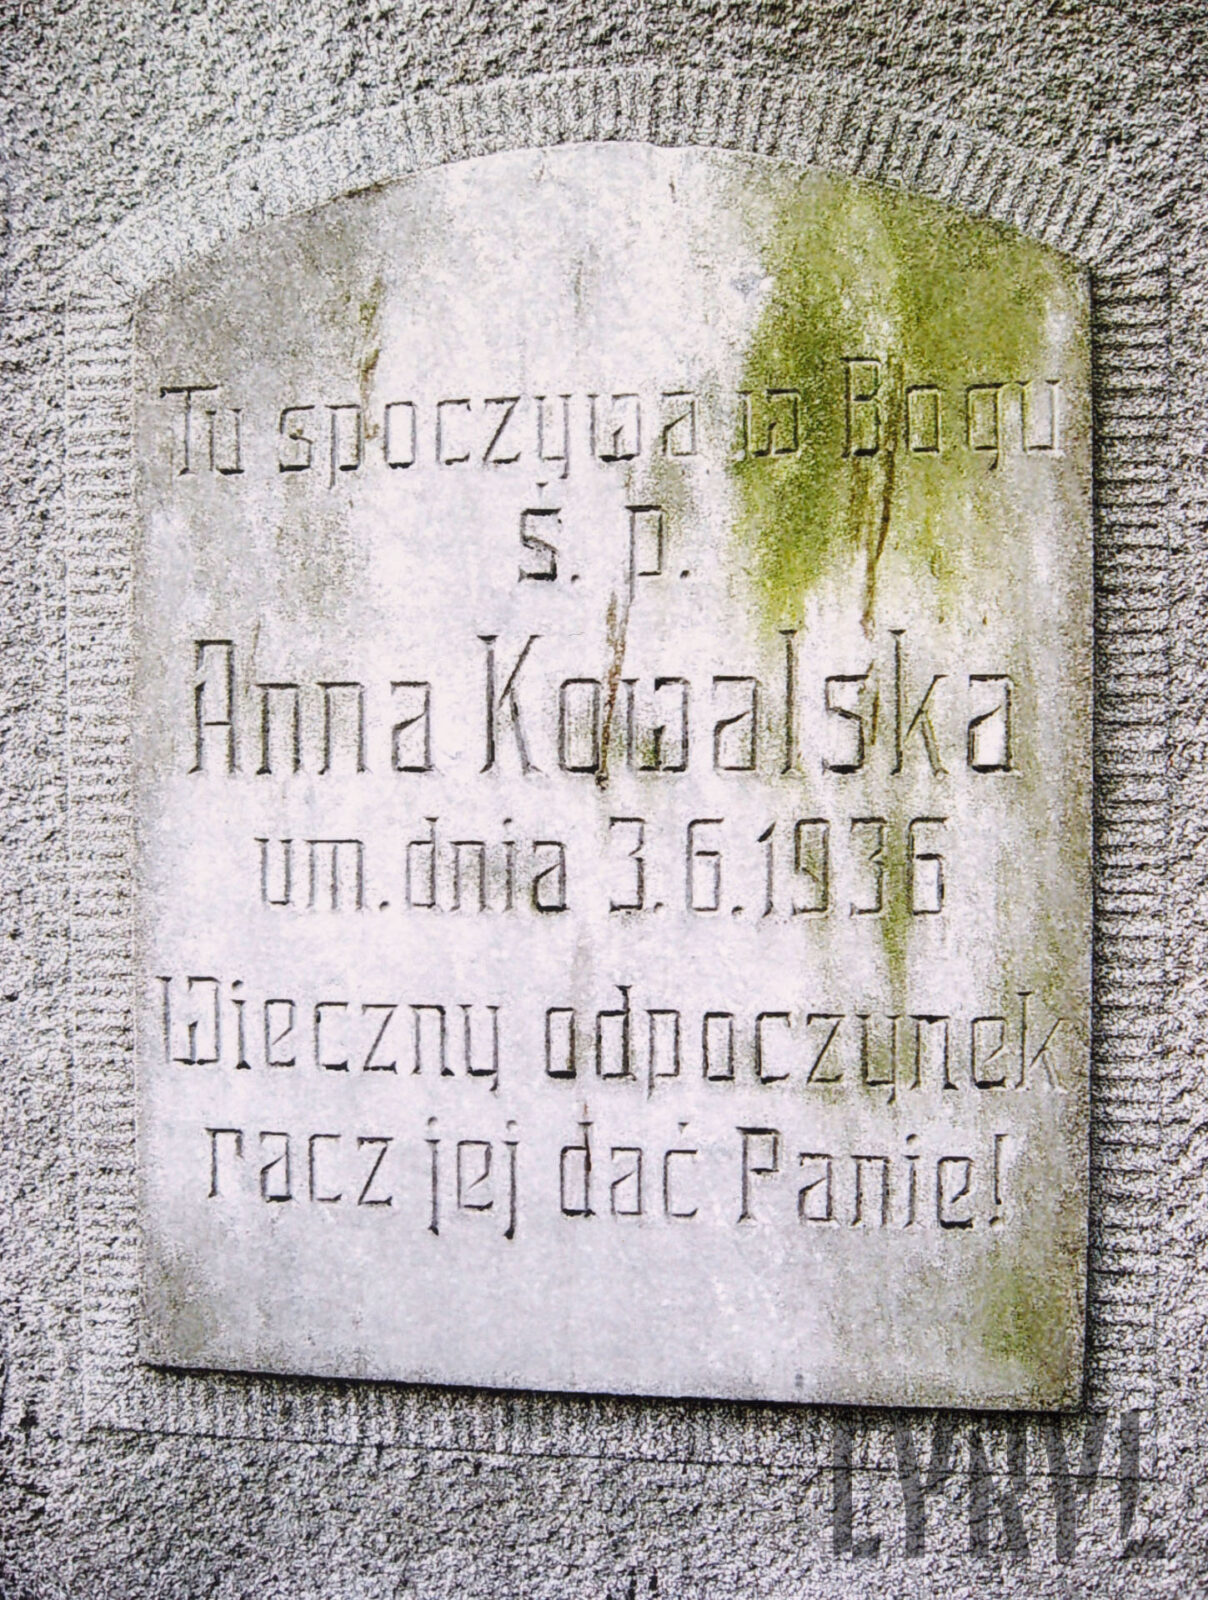 Tu spoczywa w Bogu
ś. p.
Anna Kowalska
um. dnia 3.6.1936
Wieczny odpoczynek
racz jej dać Panie!